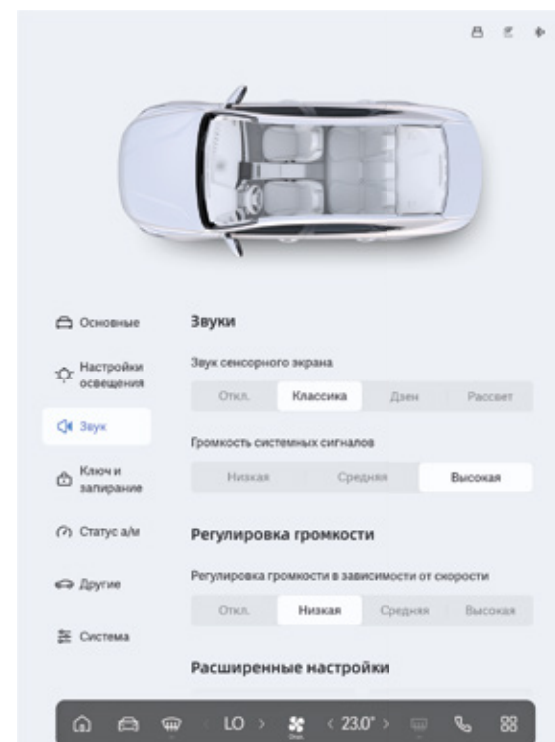 Основные
Настройки
освещения
Звук
Ключ и
запирание
Статус а/м
Другие
Система
Звуки
Звук сенсорного экрана
Откл. Классика Дзен Рассвет
Громкость системных сигналов
Низкая Средняя Высокая
Регулировка громкости
Регулировка громкости в зависимости от скорости
Откл. Низкая Средняя Высокая
Расширенные настройки
LO 23.0°
Откл.